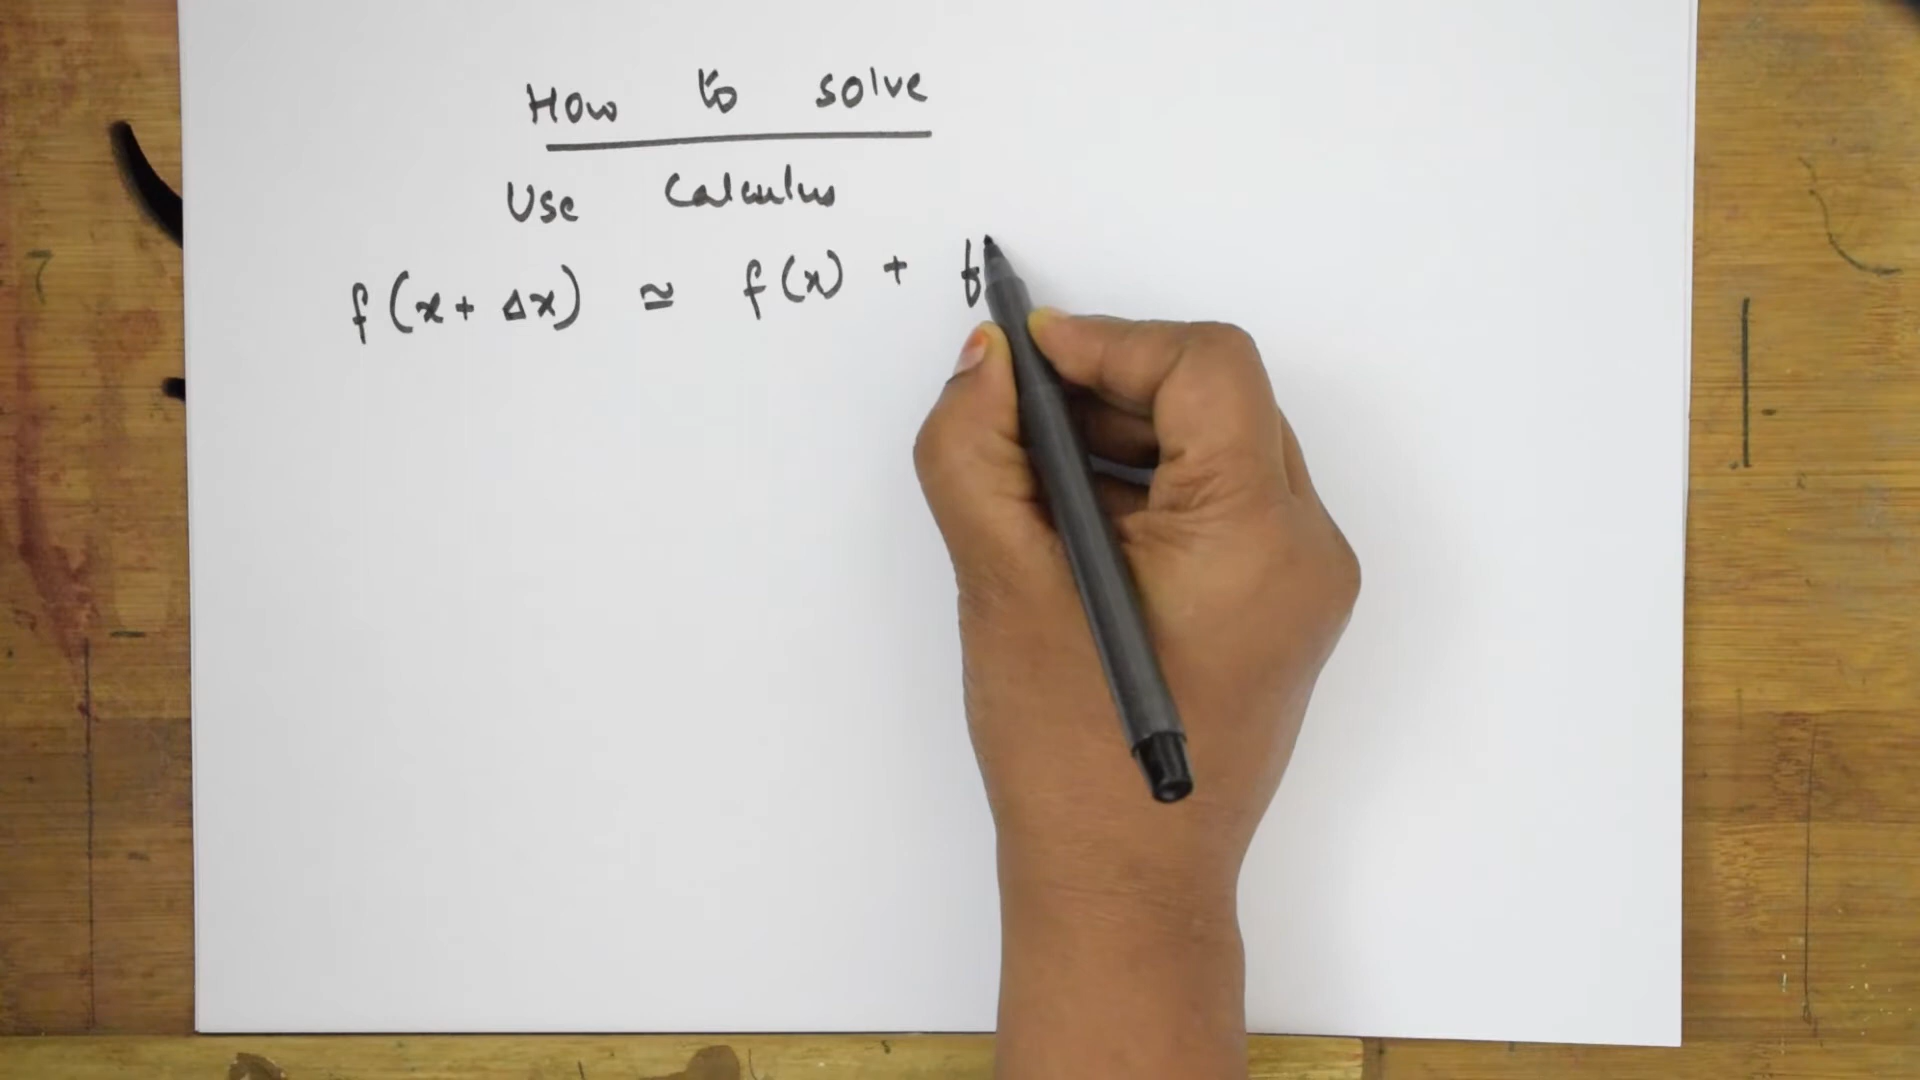 How to solve
Use Calculus
f(x + Δx) ≅ f(x) + f